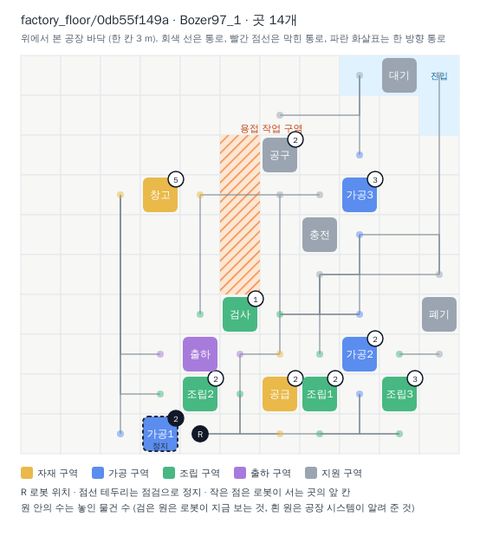 factory_floor/0db55f149a · Bozer97_1 · 곳 14개
위에서 본 공장 바닥 (한 칸 3 m). 회색 선은 통로, 빨간 점선은 막힌 통로, 파란 화살표는 한 방향 통로
대기
전립
용접 작업 구역
공구 2
창고 5
가공3 3
충전
검사 1
폐기
출하
가공2 2
조립2 2
공급 2
조립1 2
조립3 3
가공1 2
정지
R
자재 구역
가공 구역
조립 구역
출하 구역
지원 구역
R 로봇 위치 · 점선 테두리는 점검으로 정지 · 작은 점은 로봇이 서는 곳의 앞 칸
원 안의 수는 놓인 물건 수 (검은 원은 로봇이 지금 보는 것, 흰 원은 공장 시스템이 알려 준 것)